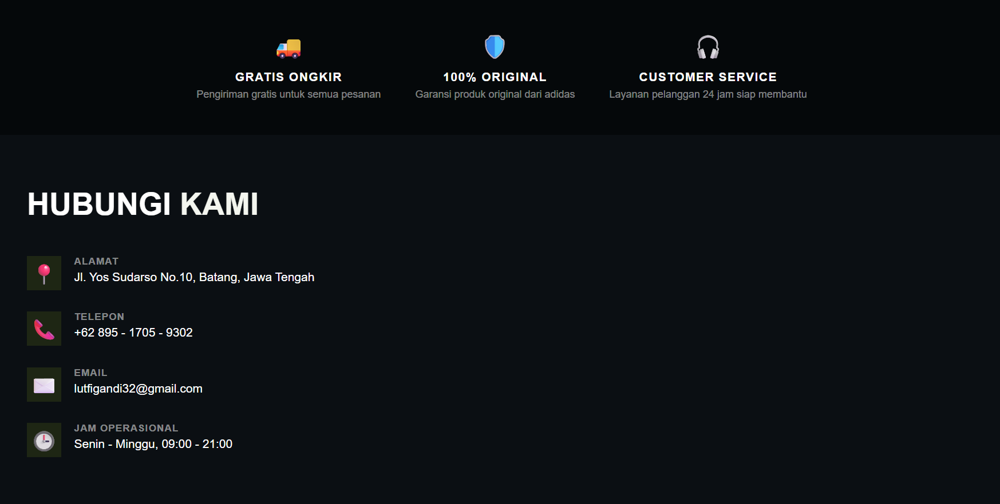 GRATIS ONGKIR
Pengiriman gratis untuk semua pesanan
100% ORIGINAL
Garansi produk original dari adidas
CUSTOMER SERVICE
Layanan pelanggan 24 jam siap membantu
HUBUNGI KAMI
ALAMAT
Jl. Yos Sudarso No.10, Batang, Jawa Tengah
TELEPON
+62 895 - 1705 - 9302
EMAIL
lutfigandi32@gmail.com
JAM OPERASIONAL
Senin - Minggu, 09:00 - 21:00